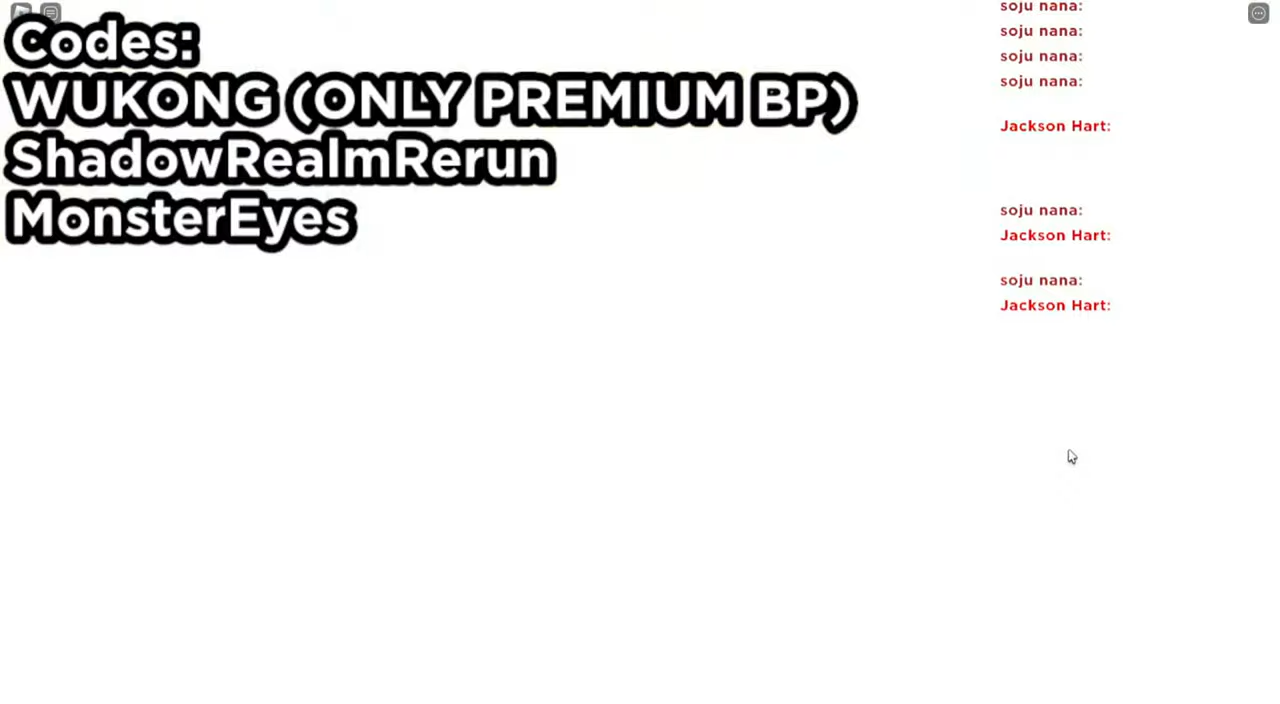 Codes:
WUKONG (ONLY PREMIUM BP)
ShadowRealmRerun
MonsterEyes
soju nana:
soju nana:
soju nana:
soju nana:
Jackson Hart:
soju nana:
Jackson Hart:
soju nana:
Jackson Hart: